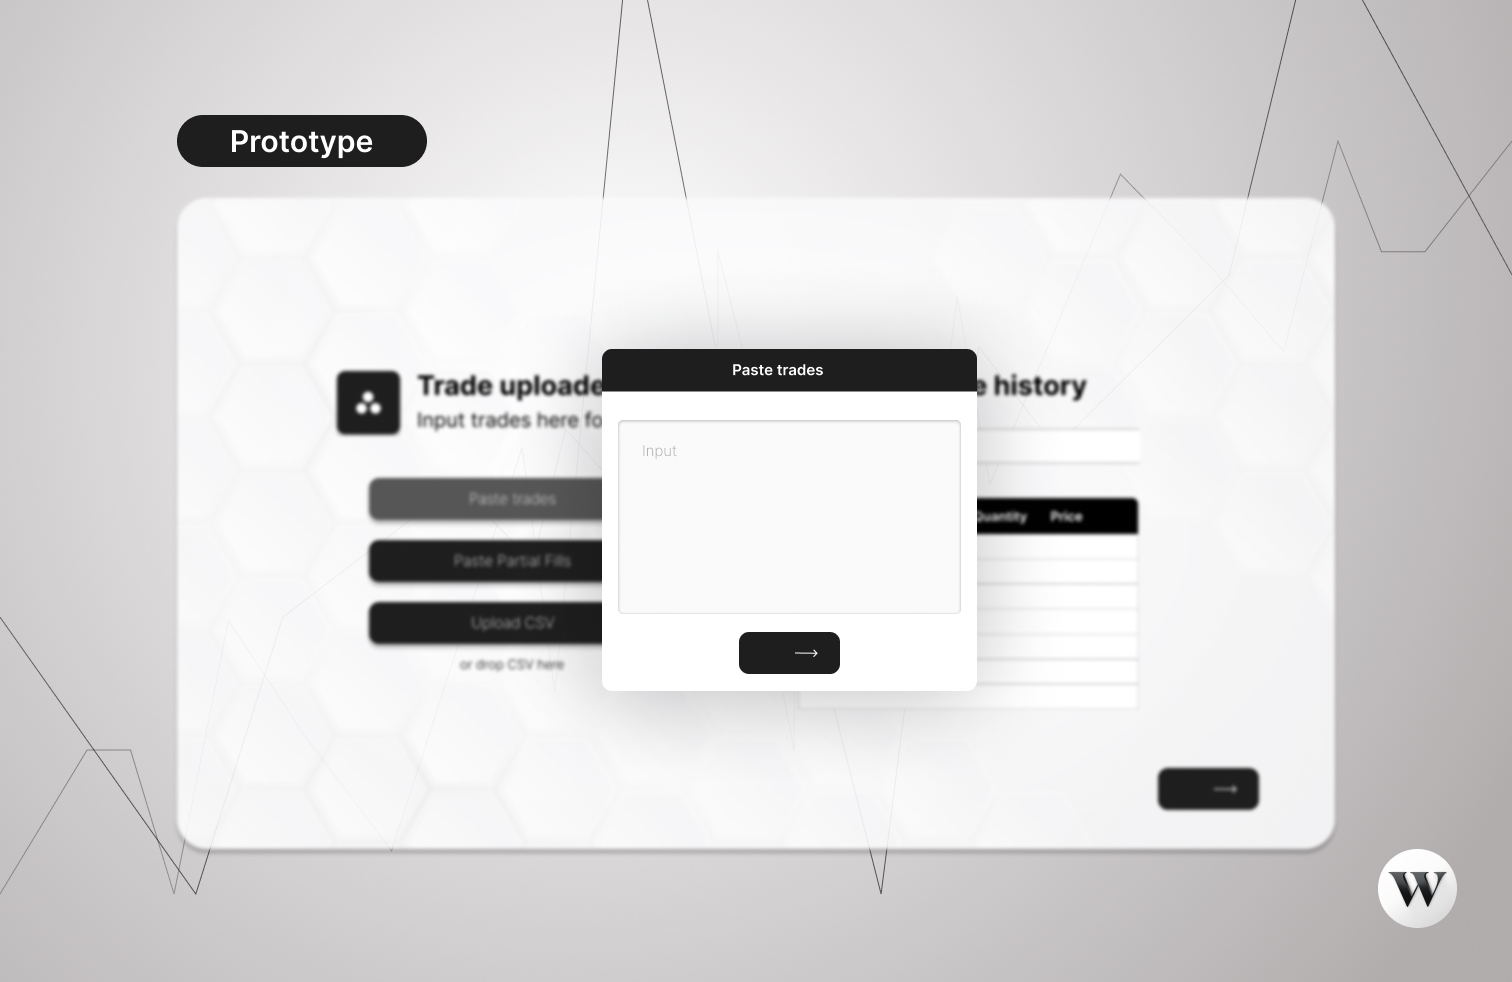 Prototype
Trade uploade
Input trades here fo
Paste trades
Paste Partial Fills
Upload CSV
or drop CSV here
Paste trades
Input
e history
Quantity Price
W